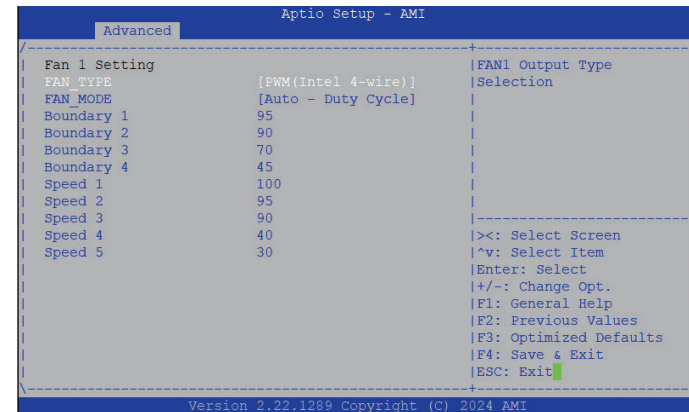 Aptio Setup - AMI
Advanced
/------------------------------------------------+------------------------
| Fan 1 Setting |FAN1 Output Type
| FAN_TYPE [PWM(Intel 4-wire)] |Selection
| FAN_MODE [Auto - Duty Cycle] |
| Boundary 1 95 |
| Boundary 2 90 |
| Boundary 3 70 |
| Boundary 4 45 |
| Speed 1 100 |
| Speed 2 95 |
| Speed 3 90 |------------------------
| Speed 4 40 |><: Select Screen
| Speed 5 30 |^v: Select Item
| |Enter: Select
| |+/-: Change Opt.
| |F1: General Help
| |F2: Previous Values
| |F3: Optimized Defaults
| |F4: Save & Exit
| |ESC: Exit
\------------------------------------------------+------------------------
Version 2.22.1289 Copyright (C) 2024 AMI